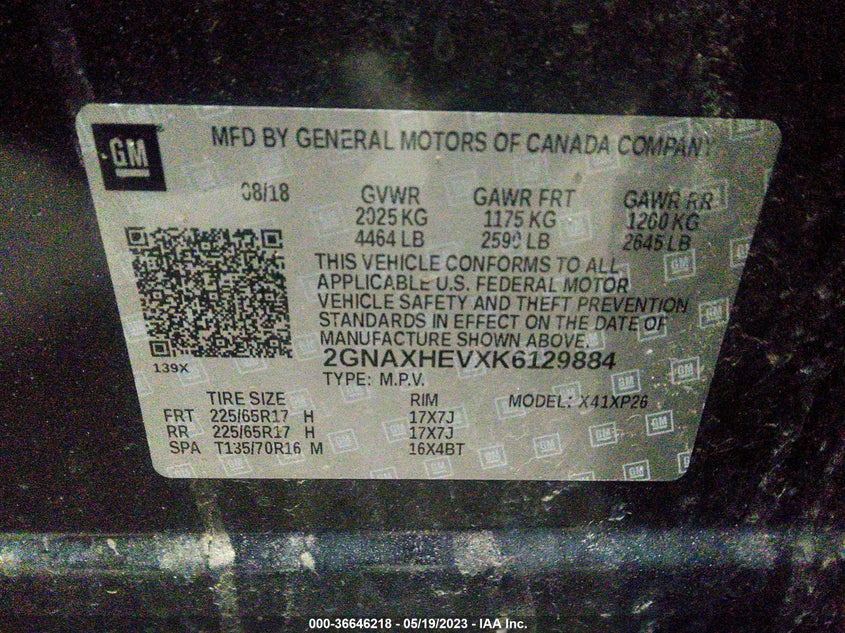 GM
MFD BY GENERAL MOTORS OF CANADA COMPANY
08/18 GVWR GAWR FRT GAWR RR
2025 KG 1175 KG 1200 KG
4464 LB 2590 LB 2645 LB
THIS VEHICLE CONFORMS TO ALL
APPLICABLE U.S. FEDERAL MOTOR
VEHICLE SAFETY AND THEFT PREVENTION
STANDARDS IN EFFECT ON THE DATE OF
MANUFACTURE SHOWN ABOVE.
139X 2GNAXHEVXK6129884
TYPE: M.P.V.
TIRE SIZE RIM MODEL: X41XP26
FRT 225/65R17 H 17X7J
RR 225/65R17 H 17X7J
SPA T135/70R16 M 16X4BT
000-36646218 - 05/19/2023 - IAA Inc.